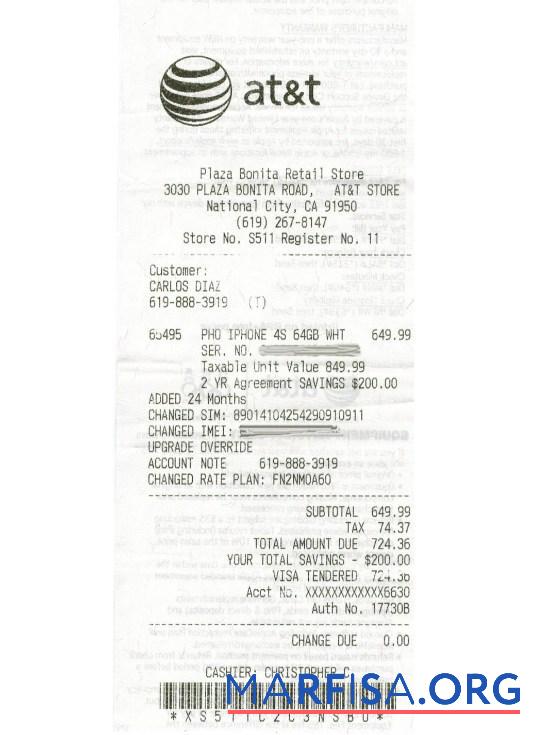 at&t
Plaza Bonita Retail Store
3030 PLAZA BONITA ROAD, AT&T STORE
National City, CA 91950
(619) 267-8147
Store No. S511 Register No. 11
Customer:
CARLOS DIAZ
619-888-3919 (T)
65495 PHO IPHONE 4S 64GB WHT 649.99
SER. NO.
Taxable Unit Value 849.99
2 YR Agreement SAVINGS $200.00
ADDED 24 Months
CHANGED SIM: 89014104254290910911
CHANGED IMEI:
UPGRADE OVERRIDE
ACCOUNT NOTE 619-888-3919
CHANGED RATE PLAN: FN2NMOA60
SUBTOTAL 649.99
TAX 74.37
TOTAL AMOUNT DUE 724.36
YOUR TOTAL SAVINGS - $200.00
VISA TENDERED 724.36
Acct No. XXXXXXXXXXXX6630
Auth No. 17730B
CHANGE DUE 0.00
CASHIER: CHRISTOPHER C
MARFISA.ORG